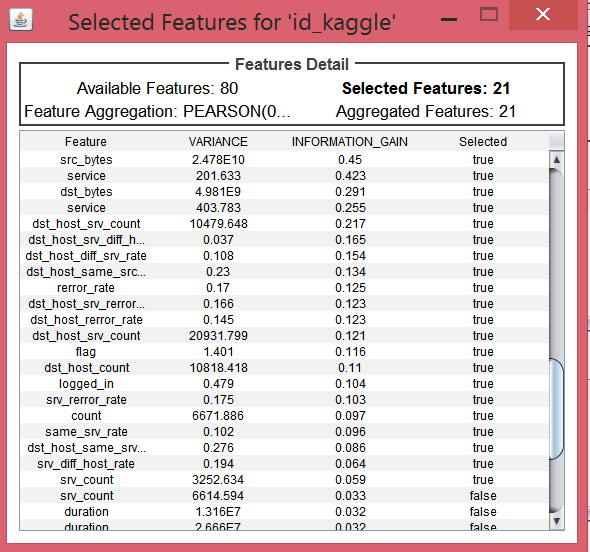 Selected Features for 'id_kaggle'
Features Detail
Available Features: 80 Selected Features: 21
Feature Aggregation: PEARSON(0... Aggregated Features: 21
Feature VARIANCE INFORMATION_GAIN Selected
src_bytes 2.478E10 0.45 true
service 201.633 0.423 true
dst_bytes 4.981E9 0.291 true
service 403.783 0.255 true
dst_host_srv_count 10479.648 0.217 true
dst_host_srv_diff_h... 0.037 0.165 true
dst_host_diff_srv_rate 0.108 0.154 true
dst_host_same_src... 0.23 0.134 true
rerror_rate 0.17 0.125 true
dst_host_srv_rerror... 0.166 0.123 true
dst_host_rerror_rate 0.145 0.123 true
dst_host_srv_count 20931.799 0.121 true
flag 1.401 0.116 true
dst_host_count 10818.418 0.11 true
logged_in 0.479 0.104 true
srv_rerror_rate 0.175 0.103 true
count 6671.886 0.097 true
same_srv_rate 0.102 0.096 true
dst_host_same_srv... 0.276 0.086 true
srv_diff_host_rate 0.194 0.064 true
srv_count 3252.634 0.059 true
srv_count 6614.594 0.033 false
duration 1.316E7 0.032 false
duration 2.666E7 0.032 false